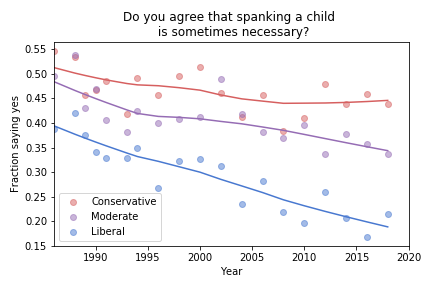 Do you agree that spanking a child
is sometimes necessary?
Fraction saying yes
0.55
0.50
0.45
0.40
0.35
0.30
0.25
0.20
0.15
Conservative
Moderate
Liberal
1990
1995
2000
2005
2010
2015
2020
Year